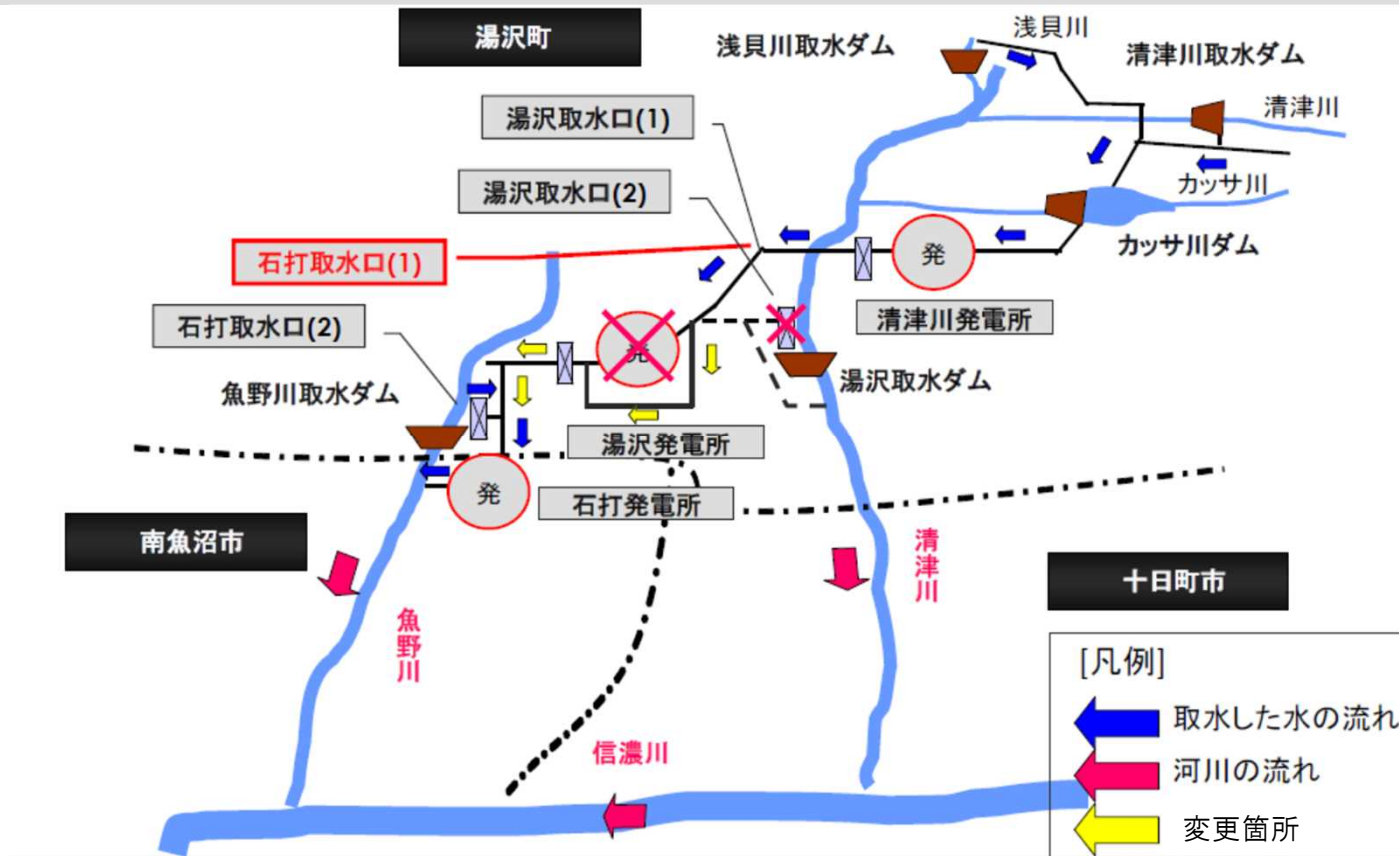 湯沢町
浅貝川
浅貝川取水ダム
清津川取水ダム
湯沢取水口(1)
清津川
湯沢取水口(2)
カッサ川
カッサ川ダム
石打取水口(1)
発
清津川発電所
石打取水口(2)
発
湯沢取水ダム
魚野川取水ダム
湯沢発電所
発
石打発電所
南魚沼市
清津川
十日町市
魚野川
[凡例]
取水した水の流れ
信濃川
河川の流れ
変更箇所